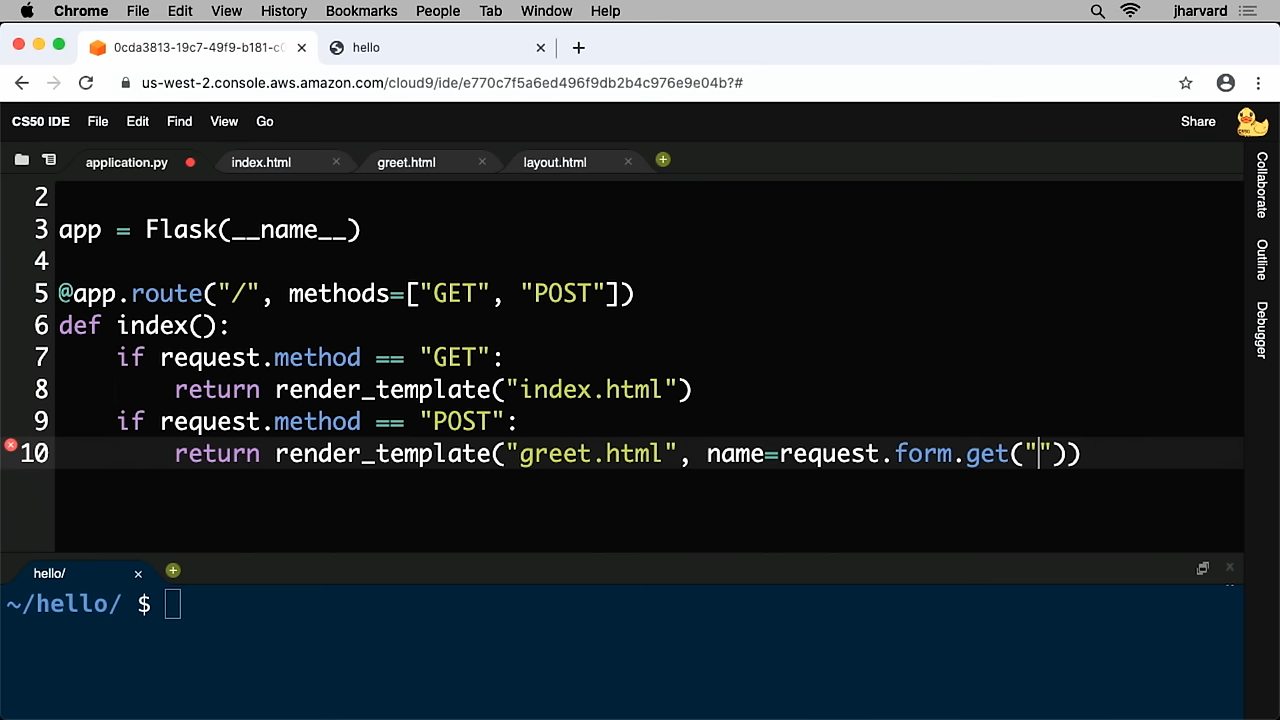 Chrome File Edit View History Bookmarks People Tab Window Help jharvard
0cda3813-19c7-49f9-b181-c hello
us-west-2.console.aws.amazon.com/cloud9/ide/e770c7f5a6ed496f9db2b4c976e9e04b?#
CS50 IDE File Edit Find View Go Share
application.py index.html greet.html layout.html
2
3 app = Flask(__name__)
4
5 @app.route("/", methods=["GET", "POST"])
6 def index():
7 if request.method == "GET":
8 return render_template("index.html")
9 if request.method == "POST":
10 return render_template("greet.html", name=request.form.get(""))
Collaborate
Outline
Debugger
hello/
~/hello/ $